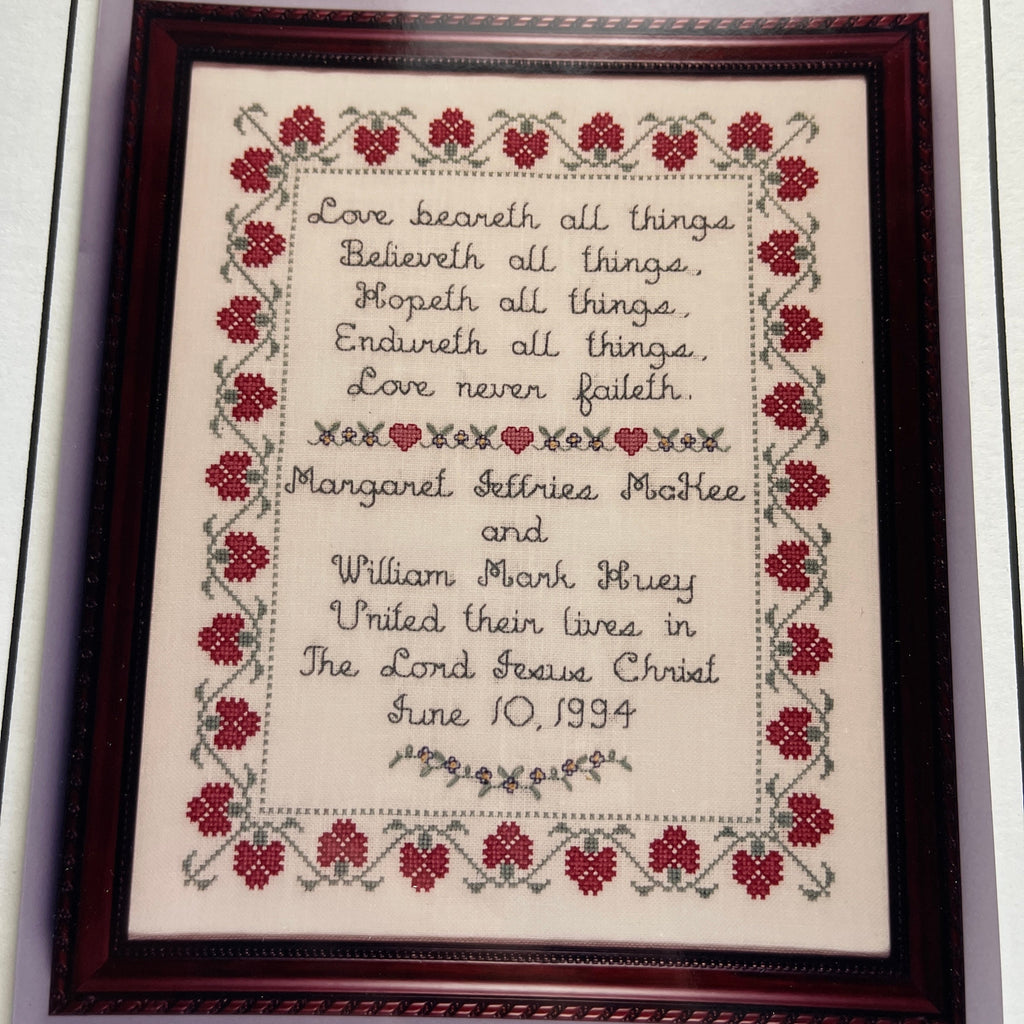 Love beareth all things
Believeth all things,
Hopeth all things,
Endureth all things,
Love never faileth.
Margaret Jeffries McKee
and
William Mark Huey
United their lives in
The Lord Jesus Christ
June 10, 1994